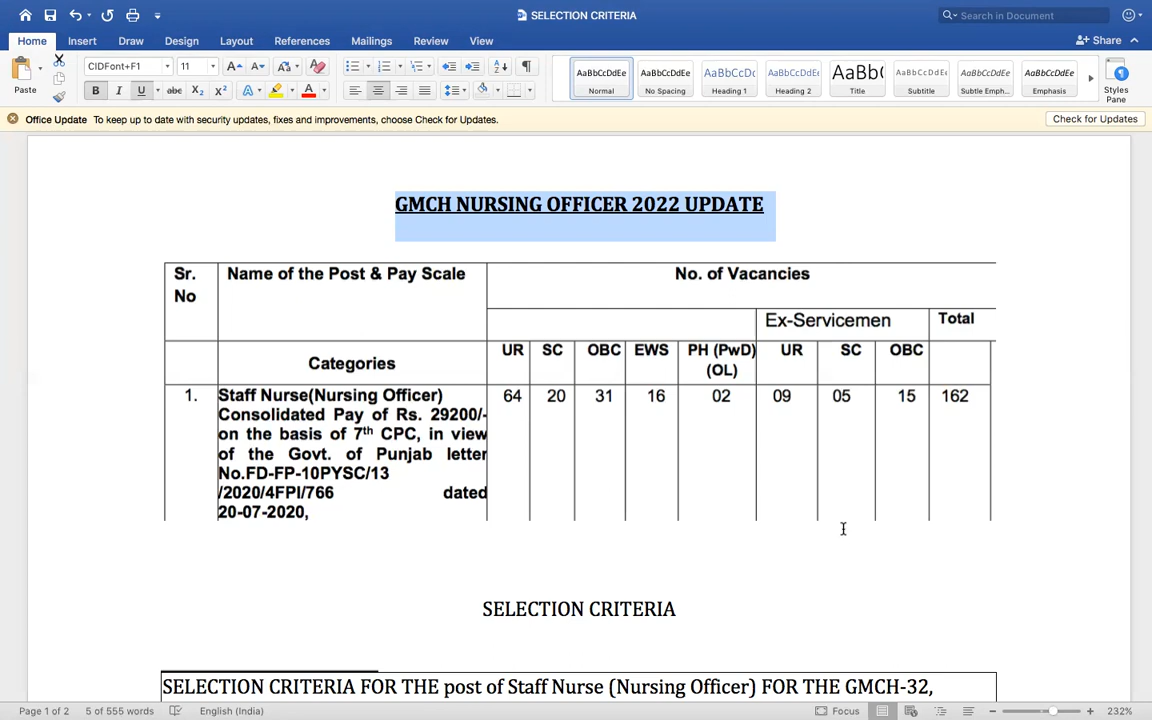 SELECTION CRITERIA
Search in Document
Home Insert Draw Design Layout References Mailings Review View
Share
Paste
CIDFont+F1 11
AaBbCcDdEe AaBbCcDdEe AaBbCcDc AaBbCcDdEe AaBb( AaBbCcDdEe AaBbCcDdEe AaBbCcDdEe
Normal No Spacing Heading 1 Heading 2 Title Subtitle Subtle Emph... Emphasis
Styles
Pane
B I U abc X₂ X² A A
Office Update To keep up to date with security updates, fixes and improvements, choose Check for Updates.
Check for Updates
GMCH NURSING OFFICER 2022 UPDATE
Sr. Name of the Post & Pay Scale No. of Vacancies
No
Ex-Servicemen Total
Categories UR SC OBC EWS PH (PwD) UR SC OBC
(OL)
1. Staff Nurse(Nursing Officer) 64 20 31 16 02 09 05 15 162
Consolidated Pay of Rs. 29200/-
on the basis of 7th CPC, in view
of the Govt. of Punjab letter
No.FD-FP-10PYSC/13
/2020/4FPI/766 dated
20-07-2020,
SELECTION CRITERIA
SELECTION CRITERIA FOR THE post of Staff Nurse (Nursing Officer) FOR THE GMCH-32,
Page 1 of 2 5 of 555 words English (India) Focus 232%